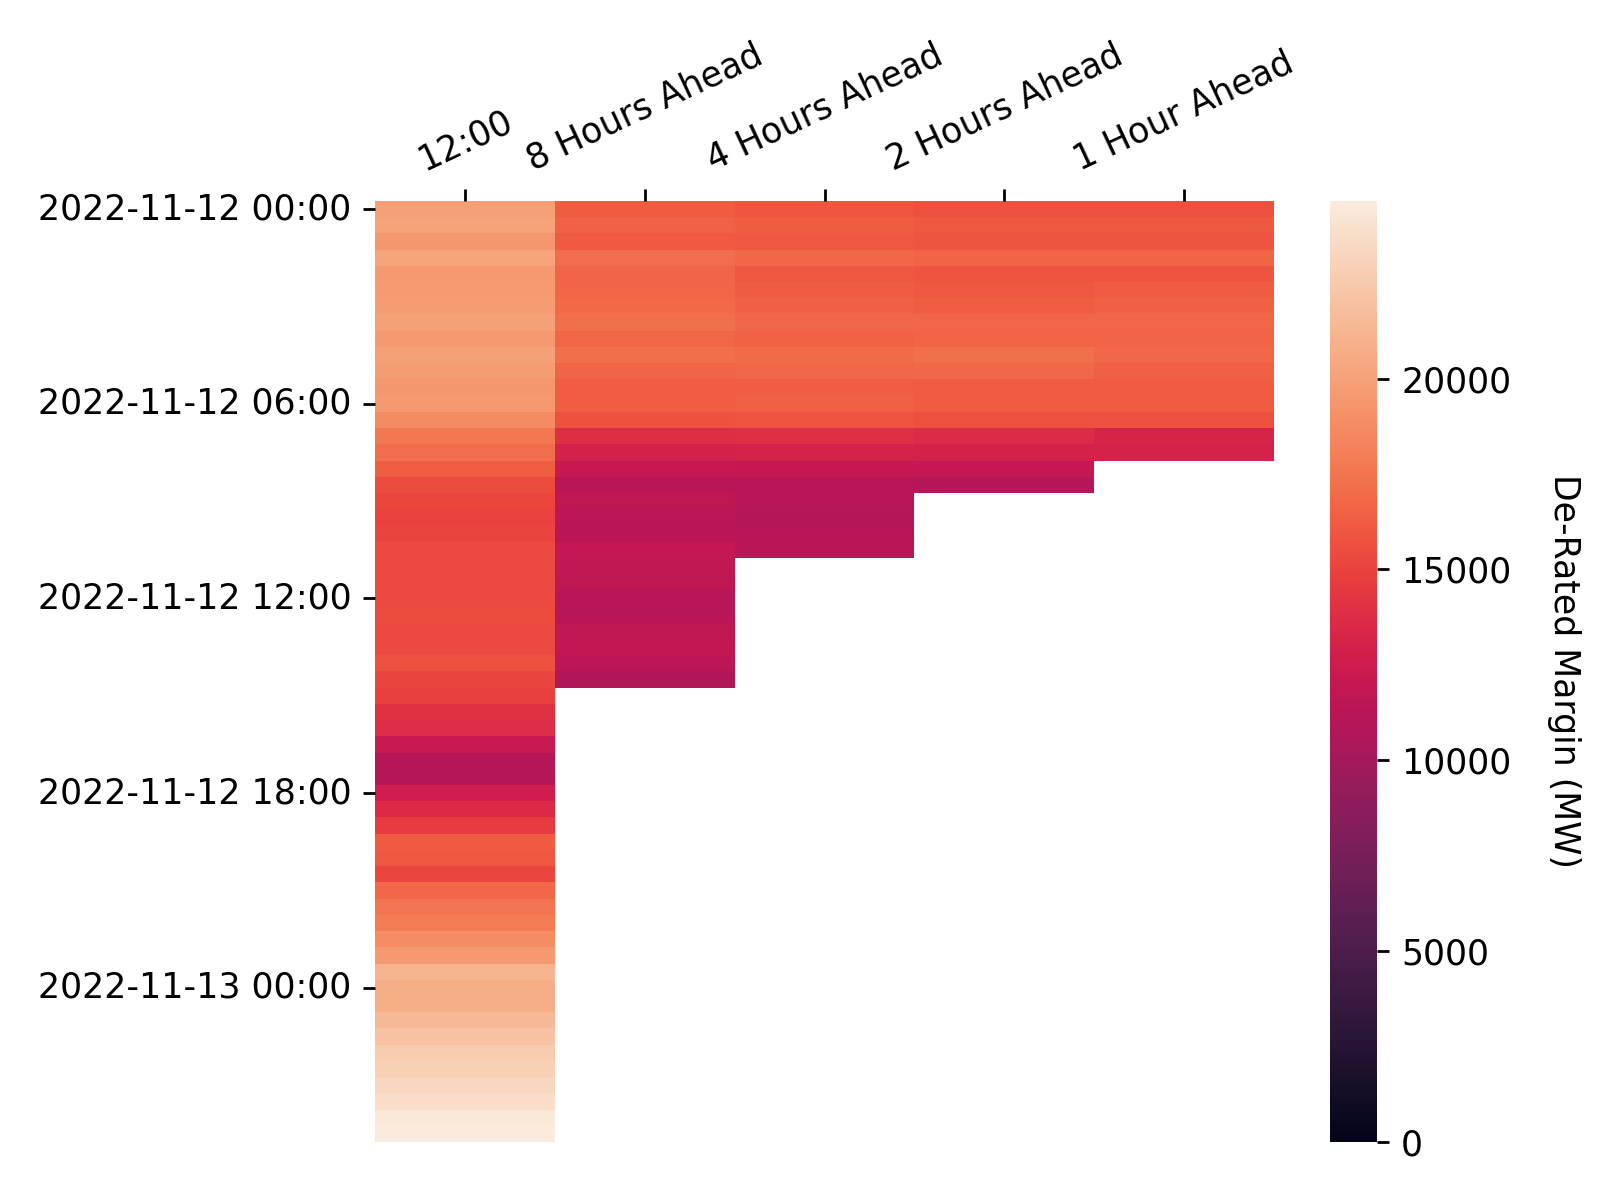 12:00
8 Hours Ahead
4 Hours Ahead
2 Hours Ahead
1 Hour Ahead
2022-11-12 00:00
2022-11-12 06:00
2022-11-12 12:00
2022-11-12 18:00
2022-11-13 00:00
20000
15000
10000
5000
0
De-Rated Margin (MW)